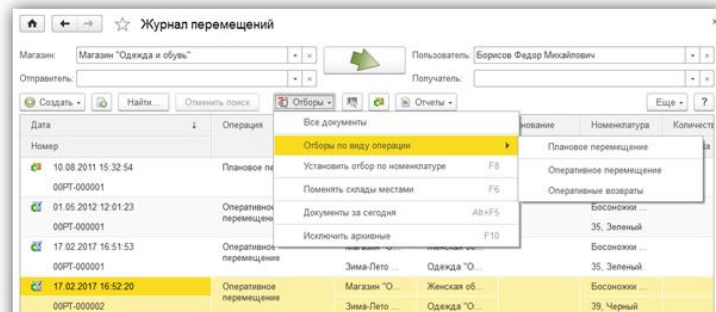 Журнал перемещений
Магазин: Магазин "Одежда и обувь" Пользователь: Борисов Федор Михайлович
Отправитель: Получатель:
Создать Найти... Отменить поиск Отборы Отчеты Еще ?
Дата Операция нование Номенклатура Количесть
Номер
Все документы
Отборы по виду операции
Установить отбор по номенклатуре F8
Поменять склады местами F6
Документы за сегодня Alt+F5
Исключить архивные F10
Плановое перемещение
Оперативное перемещение
Оперативные возвраты
10.08.2011 15:32:54 Плановое пе
00РТ-000001
01.05.2012 12:01:23 Оперативное перемещени Босоножки ...
00РТ-000001 35, Зеленый
17.02.2017 16:51:53 Оперативное перемещение Босоножки ...
00РТ-000001 Зима-Лето ... Одежда "О... 35, Зеленый
17.02.2017 16:52:20 Оперативное перемещение Магазин "О... Женская об... Босоножки ...
00РТ-000002 Зима-Лето ... Одежда "О... 39, Черный